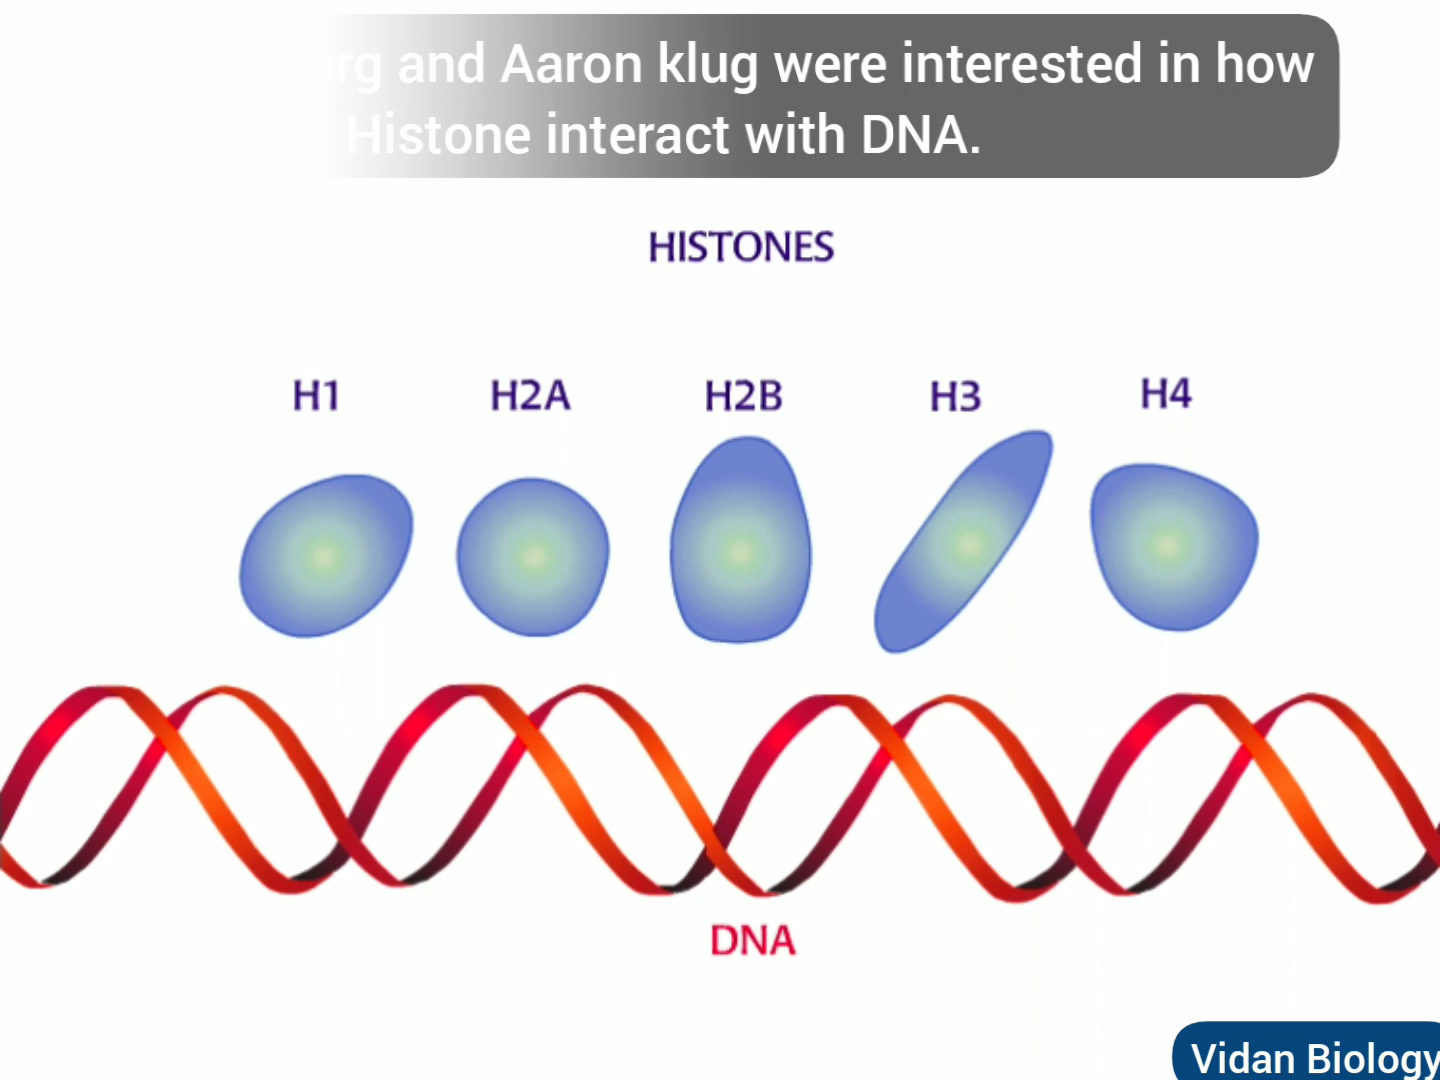 and Aaron klug were interested in how
Histone interact with DNA.
HISTONES
H1 H2A H2B H3 H4
DNA
Vidan Biology